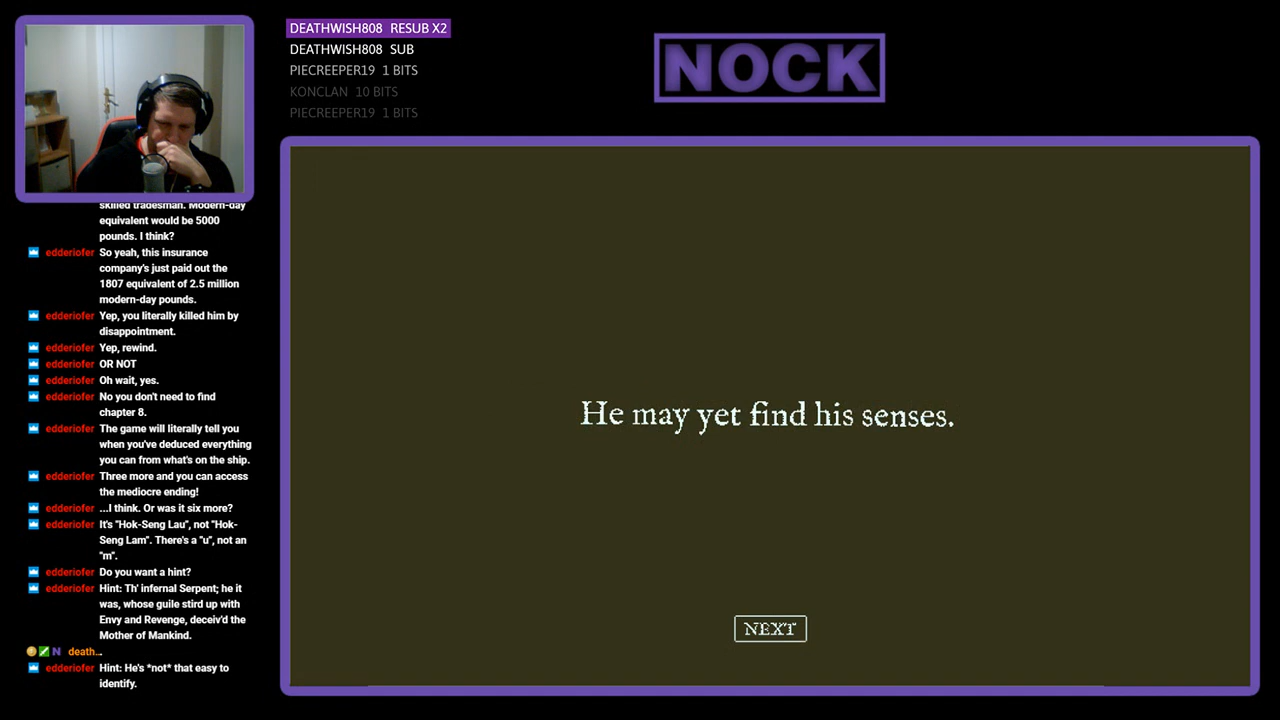 DEATHWISH808 RESUB X2
DEATHWISH808 SUB
PIECREEPER19 1 BITS
KONCLAN 10 BITS
PIECREEPER19 1 BITS
NOCK
skilled tradesman. Modern-day
equivalent would be 5000
pounds. I think?
edderiofer So yeah, this insurance
company's just paid out the
1807 equivalent of 2.5 million
modern-day pounds.
edderiofer Yep, you literally killed him by
disappointment.
edderiofer Yep, rewind.
edderiofer OR NOT
edderiofer Oh wait, yes.
edderiofer No you don't need to find
chapter 8.
edderiofer The game will literally tell you
when you've deduced everything
you can from what's on the ship.
edderiofer Three more and you can access
the mediocre ending!
edderiofer ...I think. Or was it six more?
edderiofer It's "Hok-Seng Lau", not "Hok-
Seng Lam". There's a "u", not an
"m".
edderiofer Do you want a hint?
edderiofer Hint: Th' infernal Serpent; he it
was, whose guile stird up with
Envy and Revenge, deceiv'd the
Mother of Mankind.
N death...
edderiofer Hint: He's *not* that easy to
identify.
He may yet find his senses.
NEXT